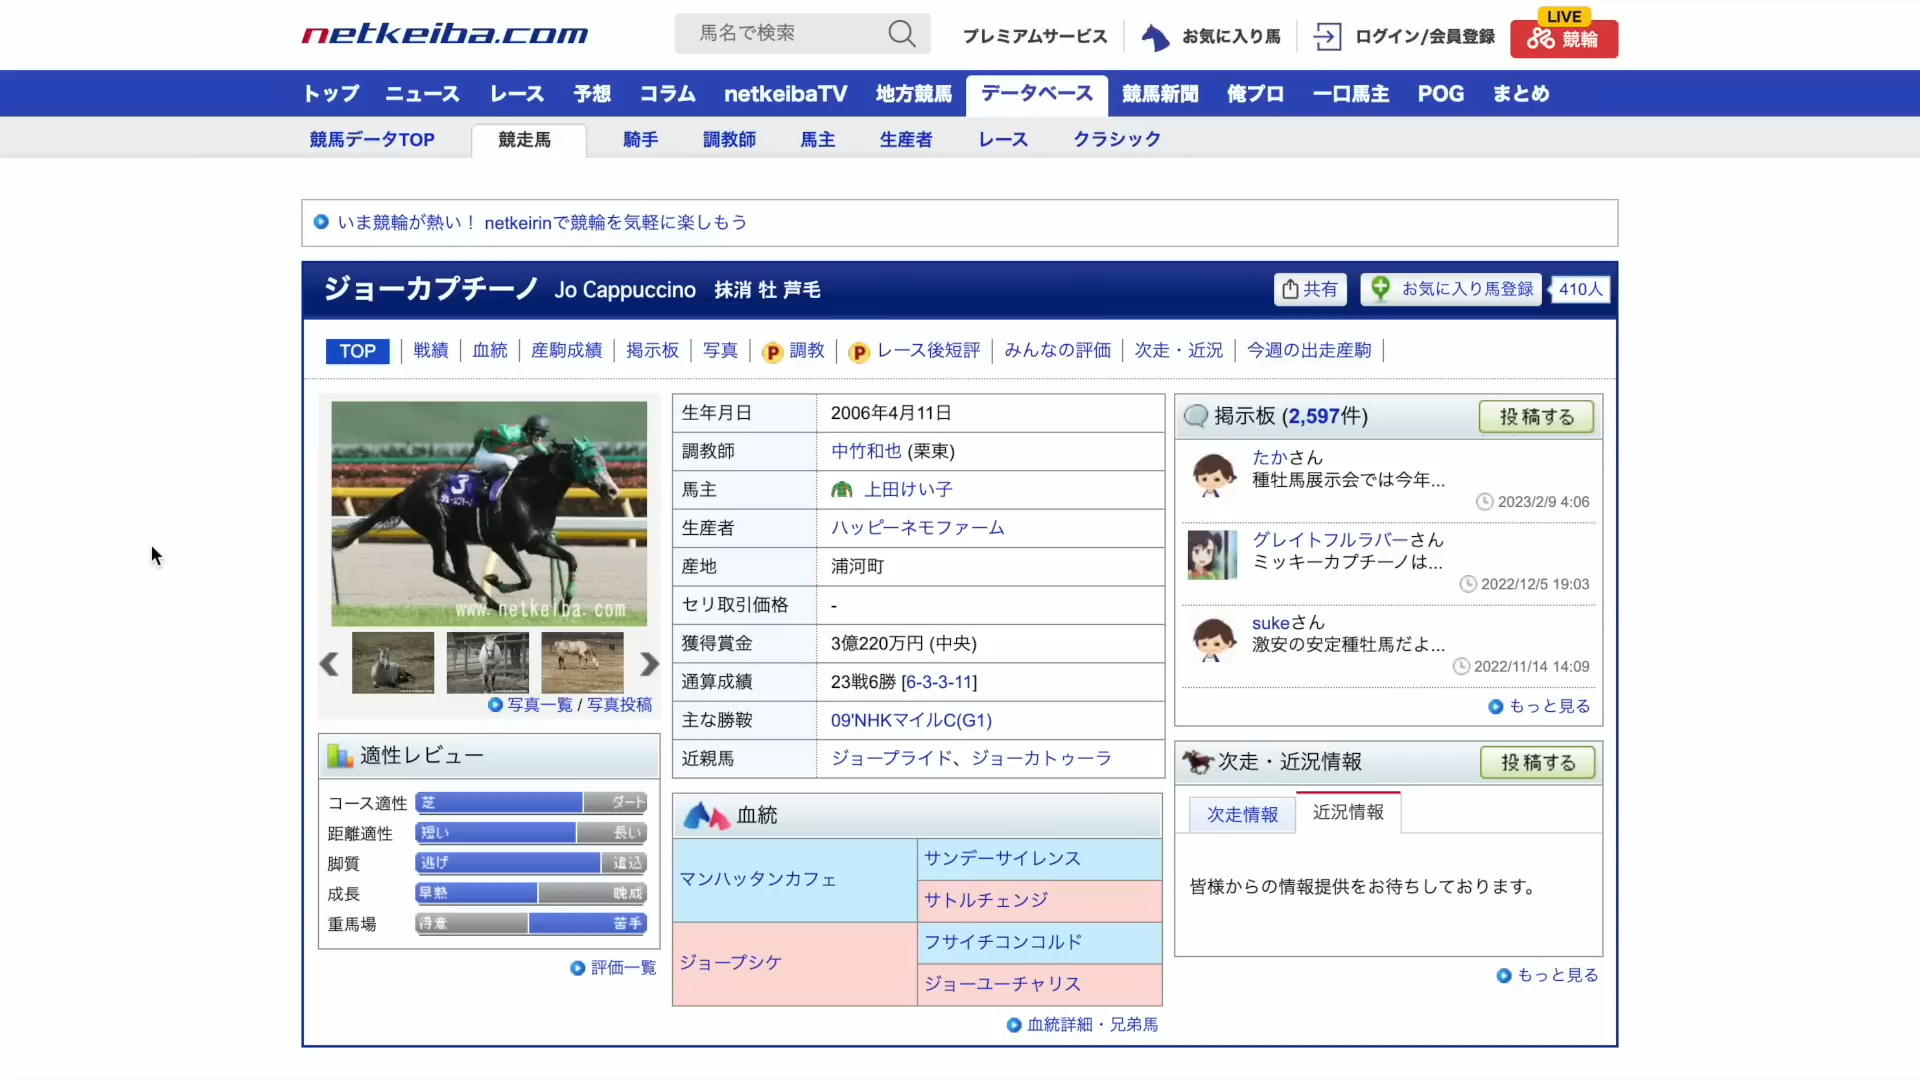 netkeiba.com
馬名で検索
プレミアムサービス
お気に入り馬
ログイン/会員登録
LIVE
競輪
トップ ニュース レース 予想 コラム netkeibaTV 地方競馬 データベース 競馬新聞 俺プロ 一口馬主 POG まとめ
競馬データTOP 競走馬 騎手 調教師 馬主 生産者 レース クラシック
いま競輪が熱い! netkeirinで競輪を気軽に楽しもう
ジョーカプチーノ Jo Cappuccino 抹消 牡 芦毛
共有
お気に入り馬登録
410人
TOP 戦績 血統 産駒成績 掲示板 写真 P 調教 P レース後短評 みんなの評価 次走・近況 今週の出走産駒
3
www.netkeiba.com
写真一覧 / 写真投稿
適性レビュー
コース適性 芝 ダート
距離適性 短い 長い
脚質 逃げ 追込
成長 早熟 晩成
重馬場 得意 苦手
評価一覧
生年月日 2006年4月11日
調教師 中竹和也 (栗東)
馬主 上田けい子
生産者 ハッピーネモファーム
産地 浦河町
セリ取引価格 -
獲得賞金 3億220万円 (中央)
通算成績 23戦6勝 [6-3-3-11]
主な勝鞍 09'NHKマイルC(G1)
近親馬 ジョープライド、ジョーカトゥーラ
血統
マンハッタンカフェ
サンデーサイレンス
サトルチェンジ
ジョープシケ
フサイチコンコルド
ジョーユーチャリス
血統詳細・兄弟馬
掲示板 (2,597件)
投稿する
たかさん
種牡馬展示会では今年...
2023/2/9 4:06
グレイトフルラバーさん
ミッキーカプチーノは...
2022/12/5 19:03
sukeさん
激安の安定種牡馬だよ...
2022/11/14 14:09
もっと見る
次走・近況情報
投稿する
次走情報 近況情報
皆様からの情報提供をお待ちしております。
もっと見る